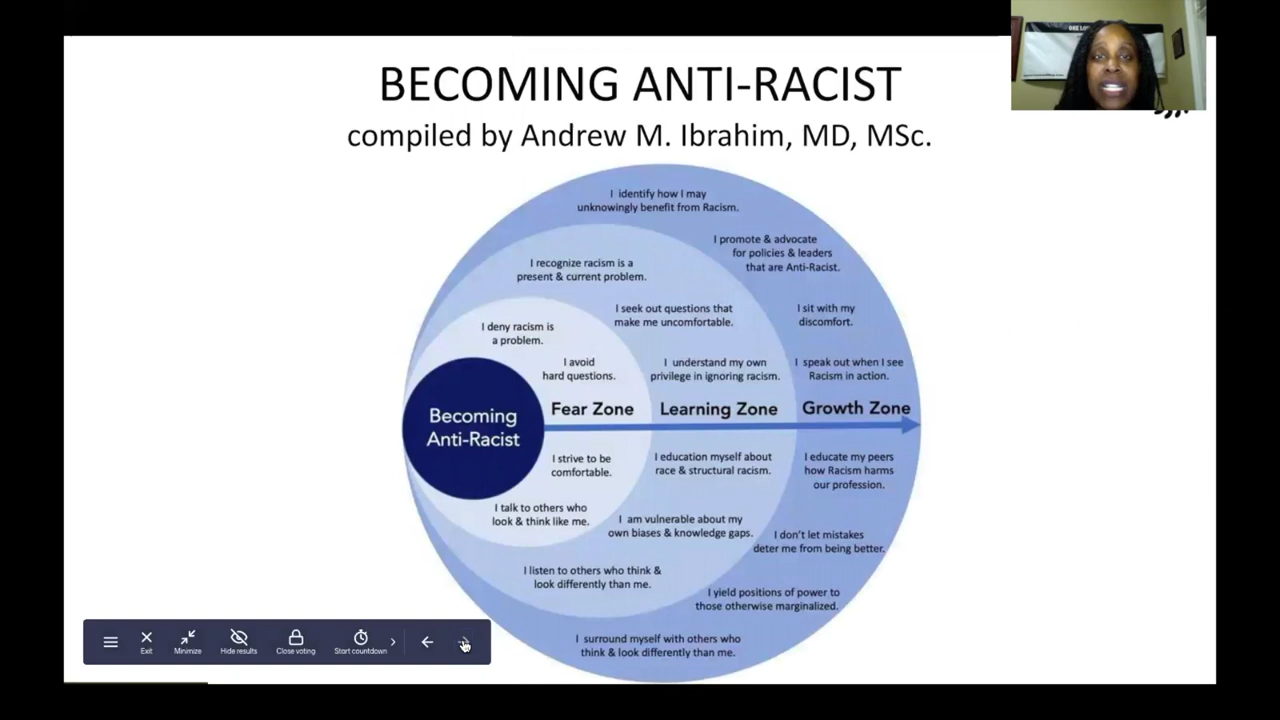 BECOMING ANTI-RACIST
compiled by Andrew M. Ibrahim, MD, MSc.
I identify how I may
unknowingly benefit from Racism.
I promote & advocate
for policies & leaders
that are Anti-Racist.
I recognize racism is a
present & current problem.
I seek out questions that
make me uncomfortable.
I sit with my
discomfort.
I deny racism is
a problem.
I avoid
hard questions.
I understand my own
privilege in ignoring racism.
I speak out when I see
Racism in action.
Becoming
Anti-Racist
Fear Zone
Learning Zone
Growth Zone
I strive to be
comfortable.
I education myself about
race & structural racism.
I educate my peers
how Racism harms
our profession.
I talk to others who
look & think like me.
I am vulnerable about my
own biases & knowledge gaps.
I don't let mistakes
deter me from being better.
I listen to others who think &
look differently than me.
I yield positions of power to
those otherwise marginalized.
I surround myself with others who
think & look differently than me.
Exit
Minimize
Hide results
Close voting
Start countdown